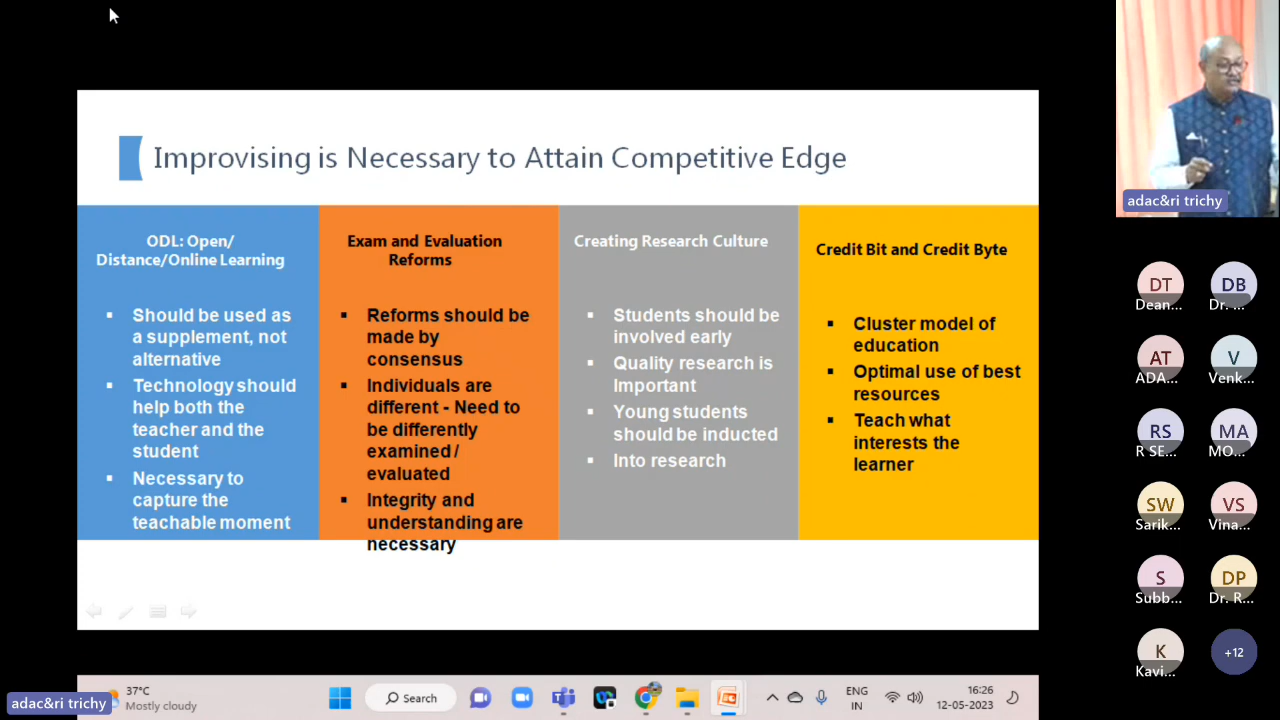 Improvising is Necessary to Attain Competitive Edge
ODL: Open/
Distance/Online Learning
▪ Should be used as
a supplement, not
alternative
▪ Technology should
help both the
teacher and the
student
▪ Necessary to
capture the
teachable moment
Exam and Evaluation
Reforms
▪ Reforms should be
made by
consensus
▪ Individuals are
different - Need to
be differently
examined /
evaluated
▪ Integrity and
understanding are
necessary
Creating Research Culture
▪ Students should be
involved early
▪ Quality research is
Important
▪ Young students
should be inducted
▪ Into research
Credit Bit and Credit Byte
▪ Cluster model of
education
▪ Optimal use of best
resources
▪ Teach what
interests the
learner
adac&ri trichy
DT
Dean...
DB
Dr. ...
AT
ADA...
V
Venk...
RS
R SE...
MA
MO...
SW
Sarik...
VS
Vina...
S
Subb...
DP
Dr. R...
K
Kavi...
+12
37°C
Mostly cloudy
adac&ri trichy
Search
ENG
IN
16:26
12-05-2023